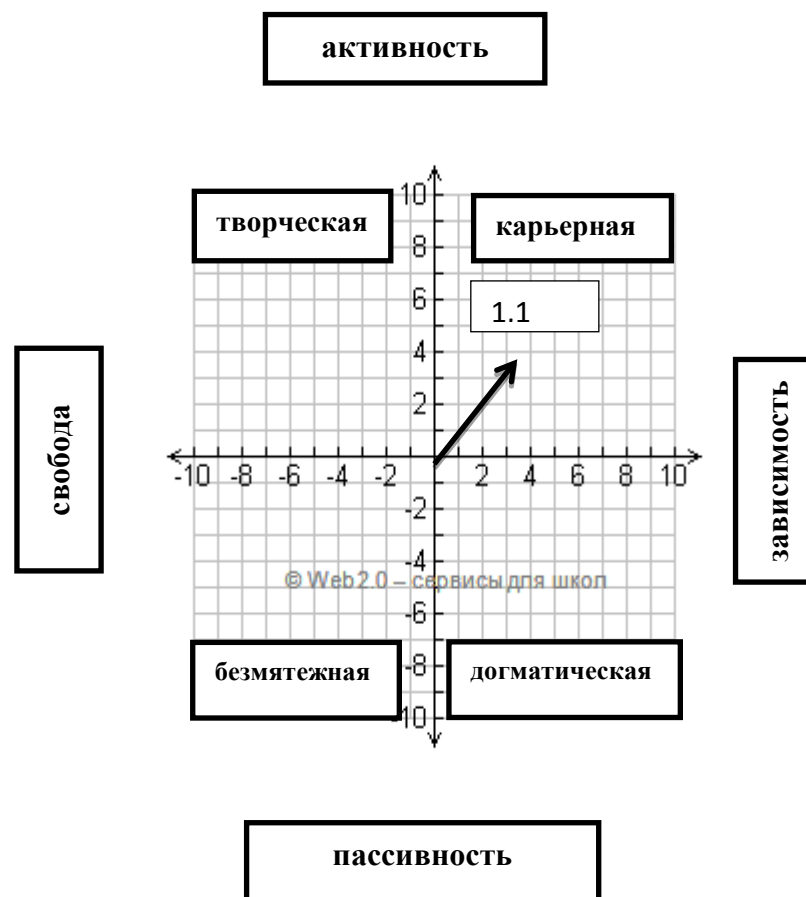 активность
творческая
карьерная
1.1
10
8
6
4
2
-10 -8 -6 -4 -2
2 4 6 8 10
-2
-4
© Web2.0 – сервисы для школ
-6
-8
-10
свобода
зависимость
безмятежная
догматическая
пассивность